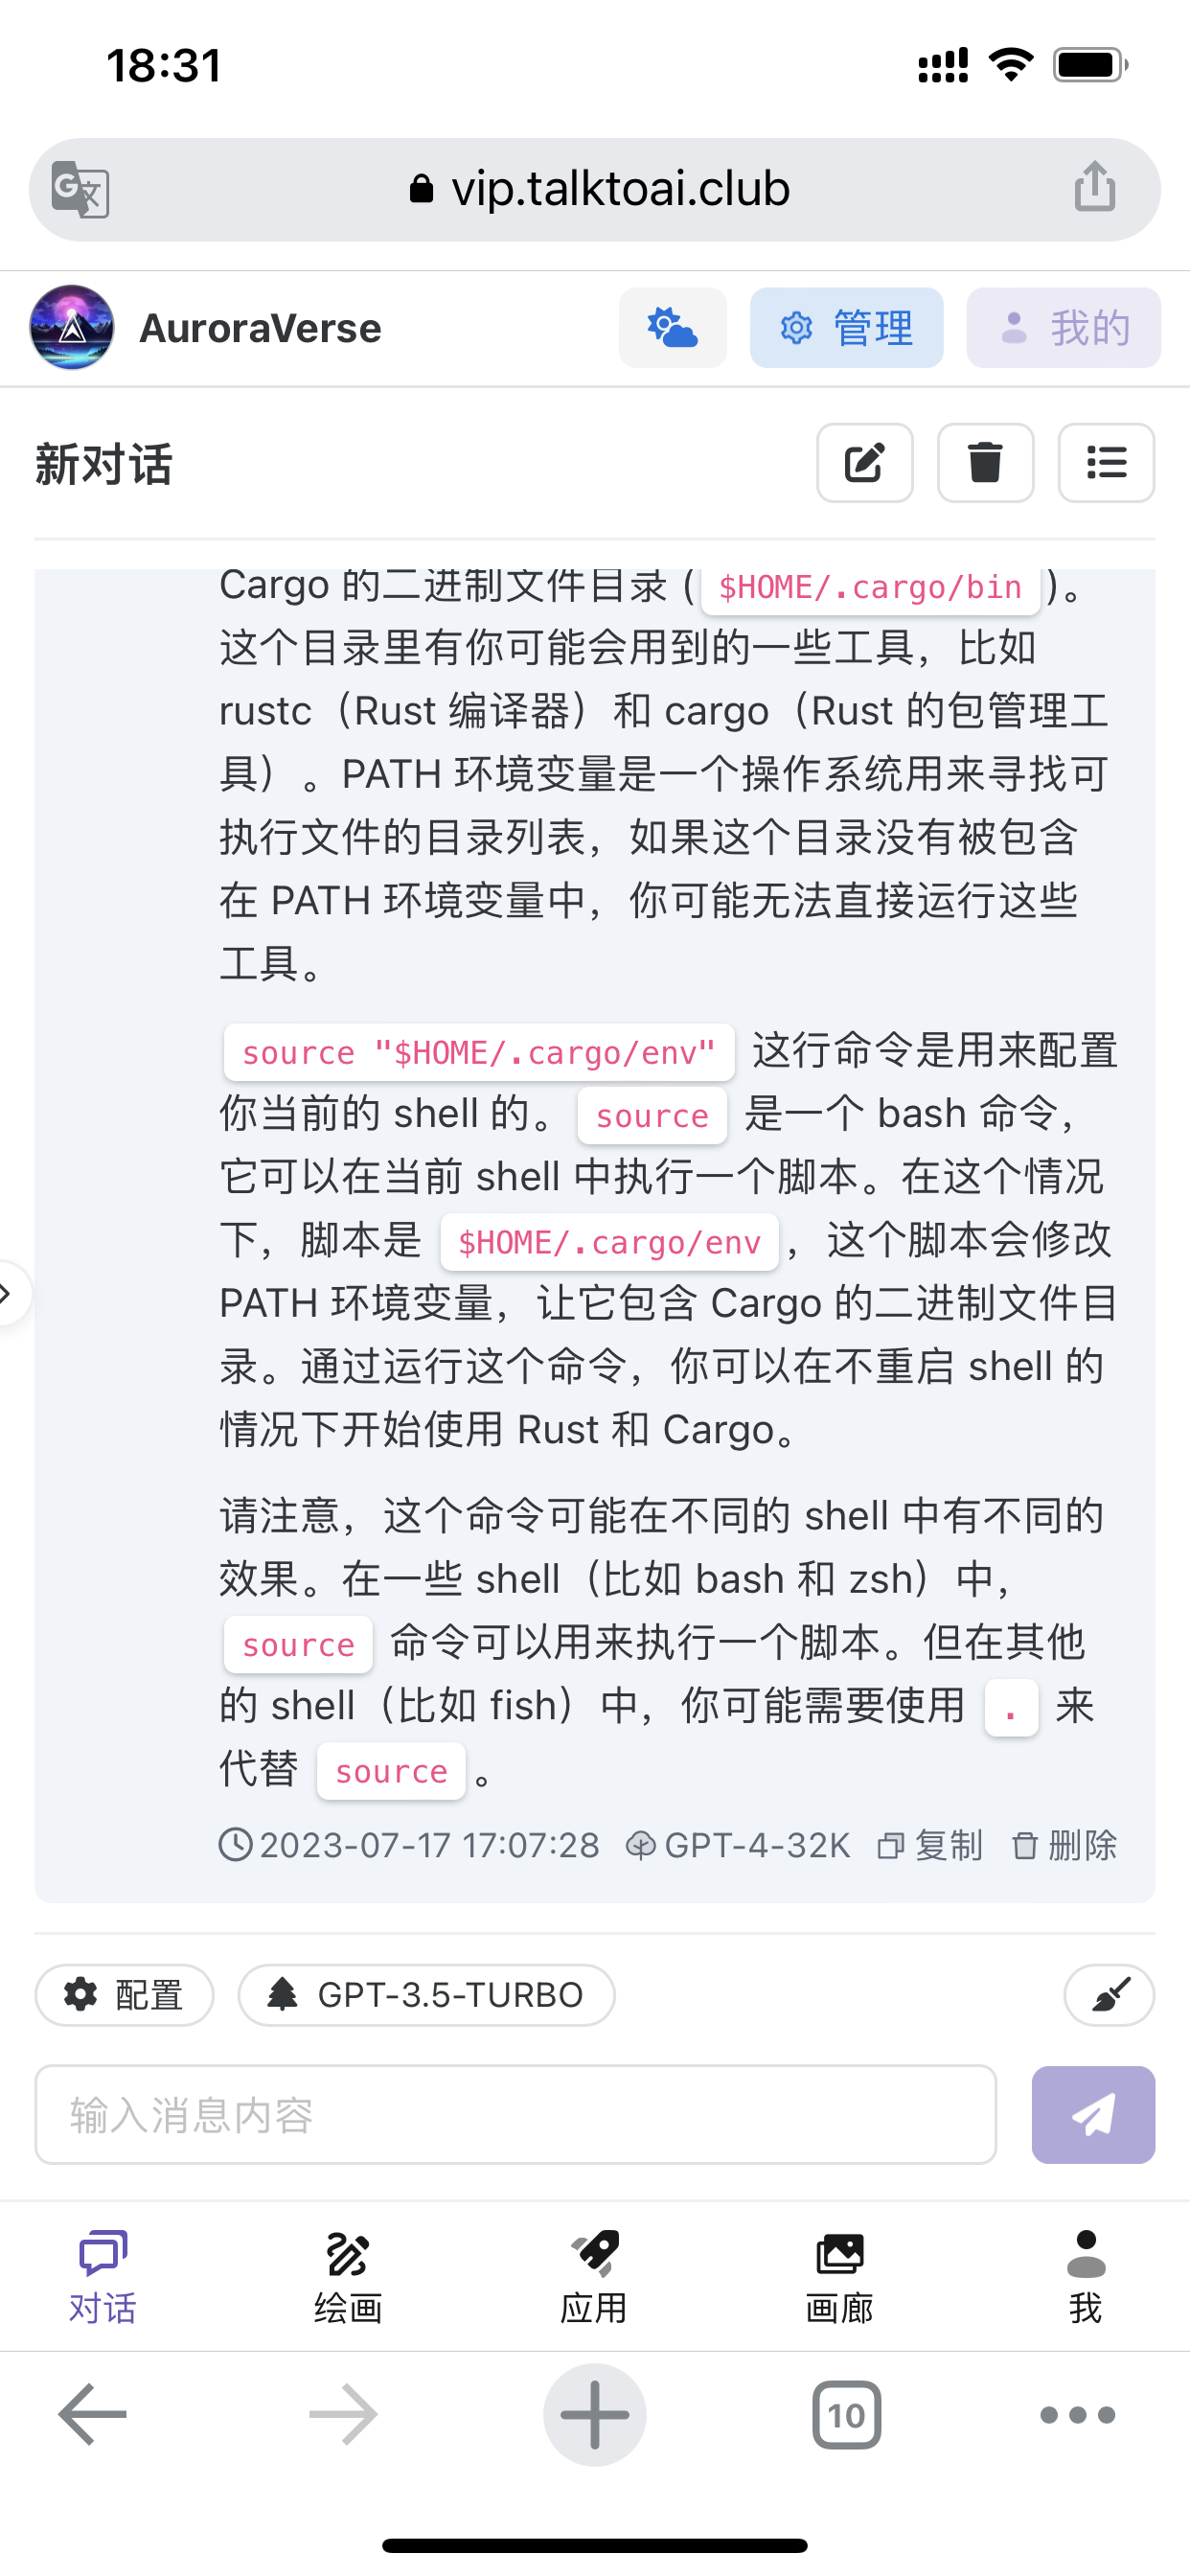 18:31
vip.talktoai.club
AuroraVerse
管理
我的
新对话
Cargo 的二进制文件目录 ( $HOME/.cargo/bin )。
这个目录里有你可能会用到的一些工具，比如
rustc（Rust 编译器）和 cargo（Rust 的包管理工
具）。PATH 环境变量是一个操作系统用来寻找可
执行文件的目录列表，如果这个目录没有被包含
在 PATH 环境变量中，你可能无法直接运行这些
工具。
source "$HOME/.cargo/env" 这行命令是用来配置
你当前的 shell 的。 source 是一个 bash 命令，
它可以在当前 shell 中执行一个脚本。在这个情况
下，脚本是 $HOME/.cargo/env ，这个脚本会修改
PATH 环境变量，让它包含 Cargo 的二进制文件目
录。通过运行这个命令，你可以在不重启 shell 的
情况下开始使用 Rust 和 Cargo。
请注意，这个命令可能在不同的 shell 中有不同的
效果。在一些 shell（比如 bash 和 zsh）中，
source 命令可以用来执行一个脚本。但在其他
的 shell（比如 fish）中，你可能需要使用 . 来
代替 source 。
2023-07-17 17:07:28 GPT-4-32K 复制 删除
配置
GPT-3.5-TURBO
输入消息内容
对话
绘画
应用
画廊
我
10